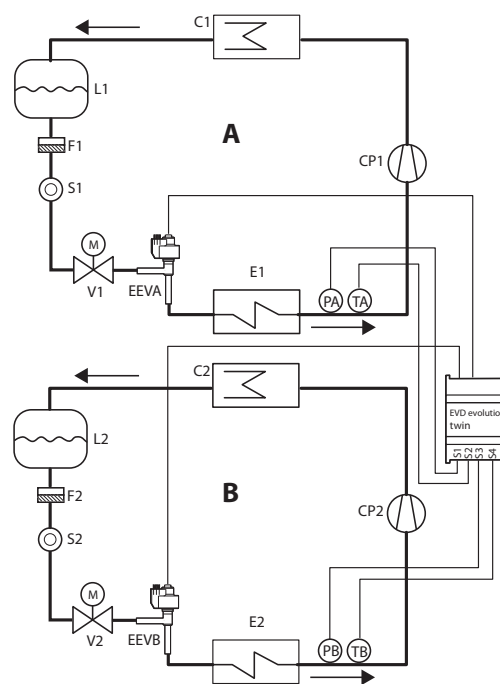 C1
L1
A
F1
CP1
S1
M
E1
V1
EEVA
PA
TA
C2
EVD evolutio
twin
L2
S1
S2
S3
S4
B
F2
CP2
S2
M
E2
V2
EEVB
PB
TB